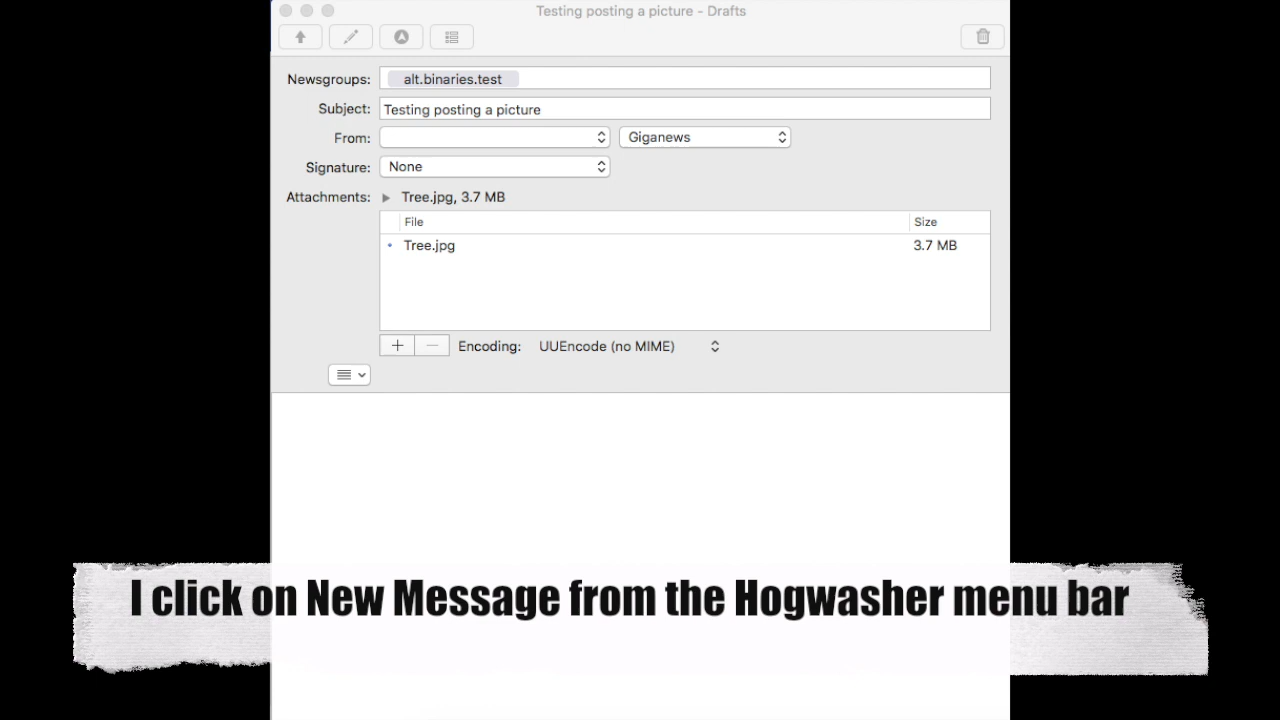 Testing posting a picture – Drafts
Newsgroups: alt.binaries.test
Subject: Testing posting a picture
From: Giganews
Signature: None
Attachments: Tree.jpg, 3.7 MB
File Size
Tree.jpg 3.7 MB
+ − Encoding: UUEncode (no MIME)
I click on New Message from the Hogwasher menu bar